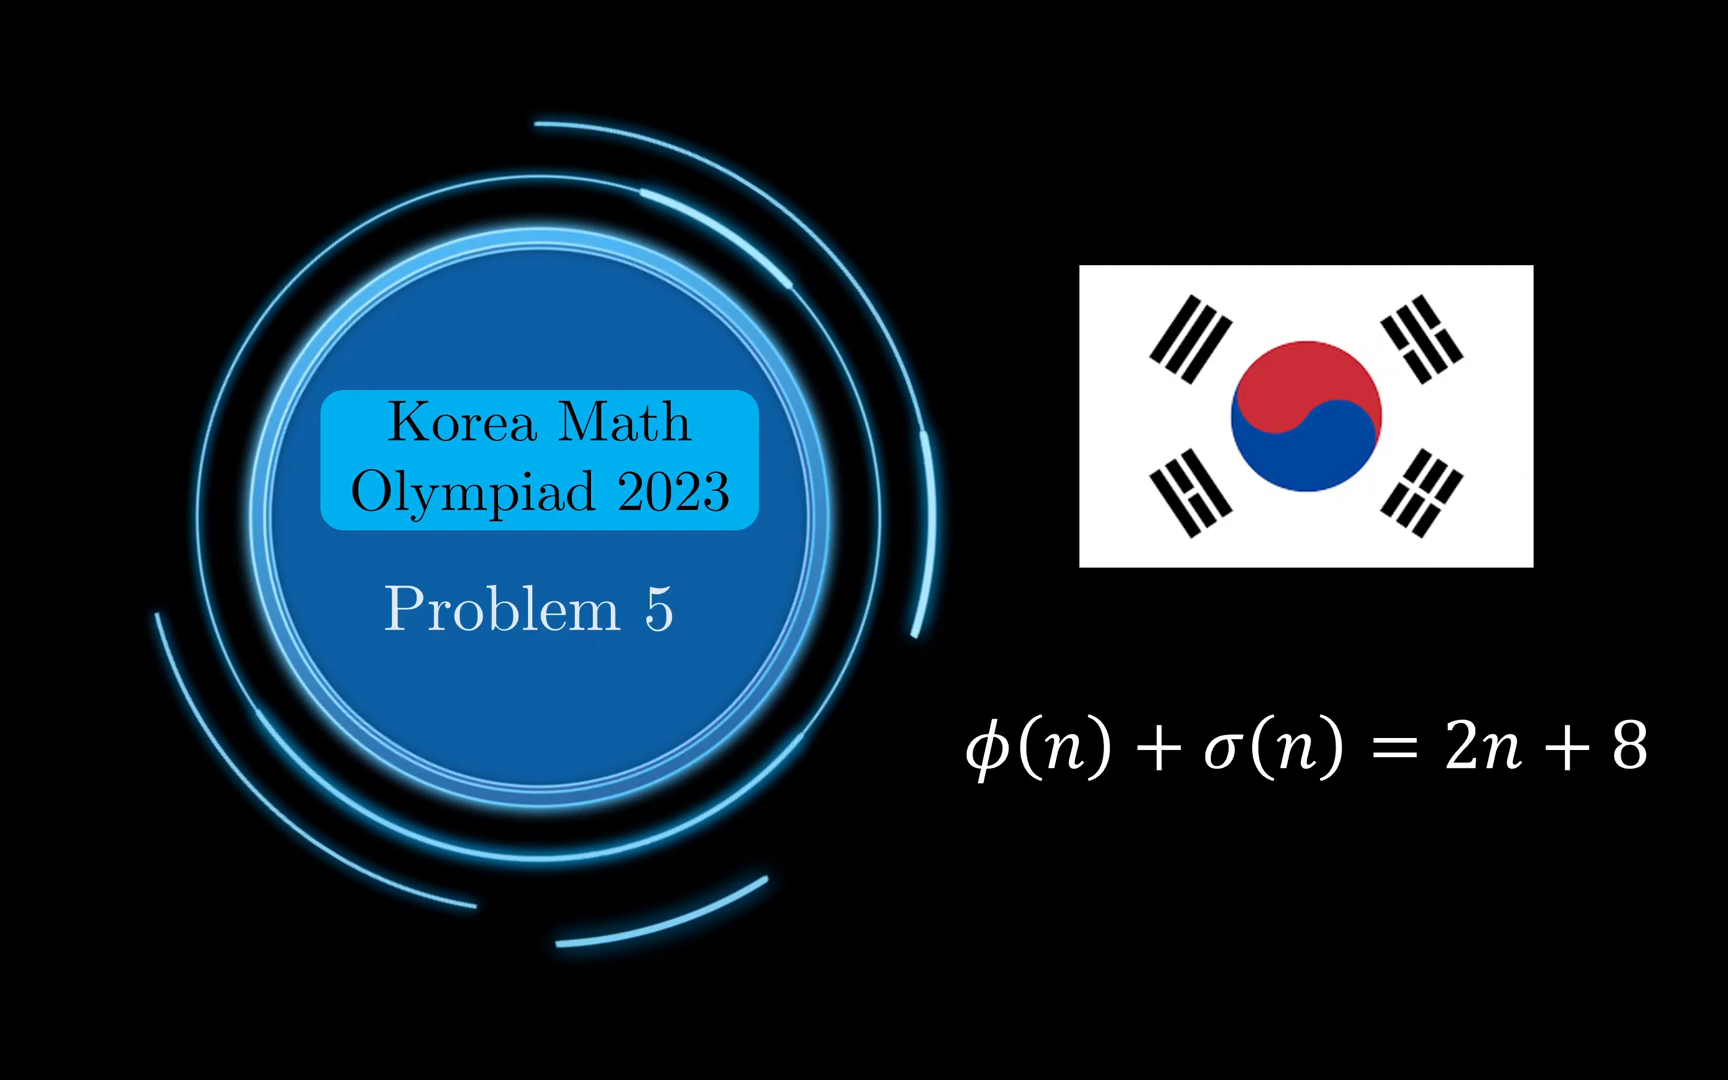 Korea Math
Olympiad 2023
Problem 5
ϕ(n) + σ(n) = 2n + 8